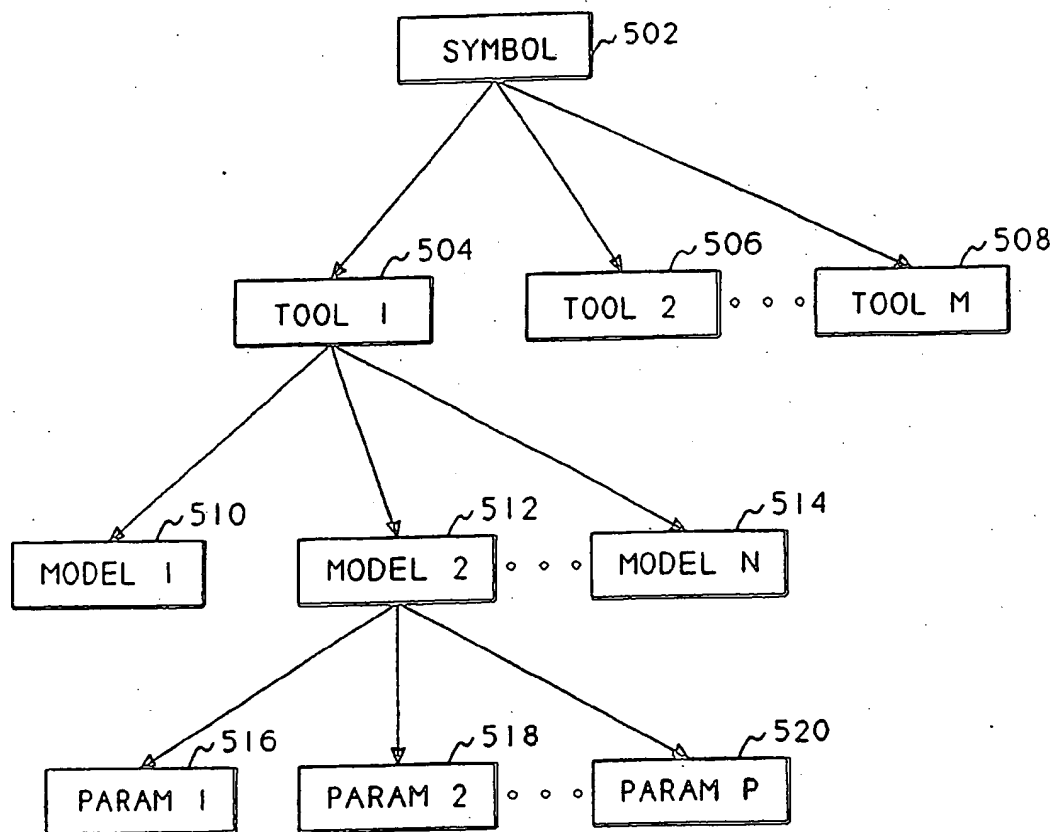 SYMBOL 502
504 506 508
TOOL 1 TOOL 2 TOOL M
510 512 514
MODEL 1 MODEL 2 MODEL N
516 518 520
PARAM 1 PARAM 2 PARAM P